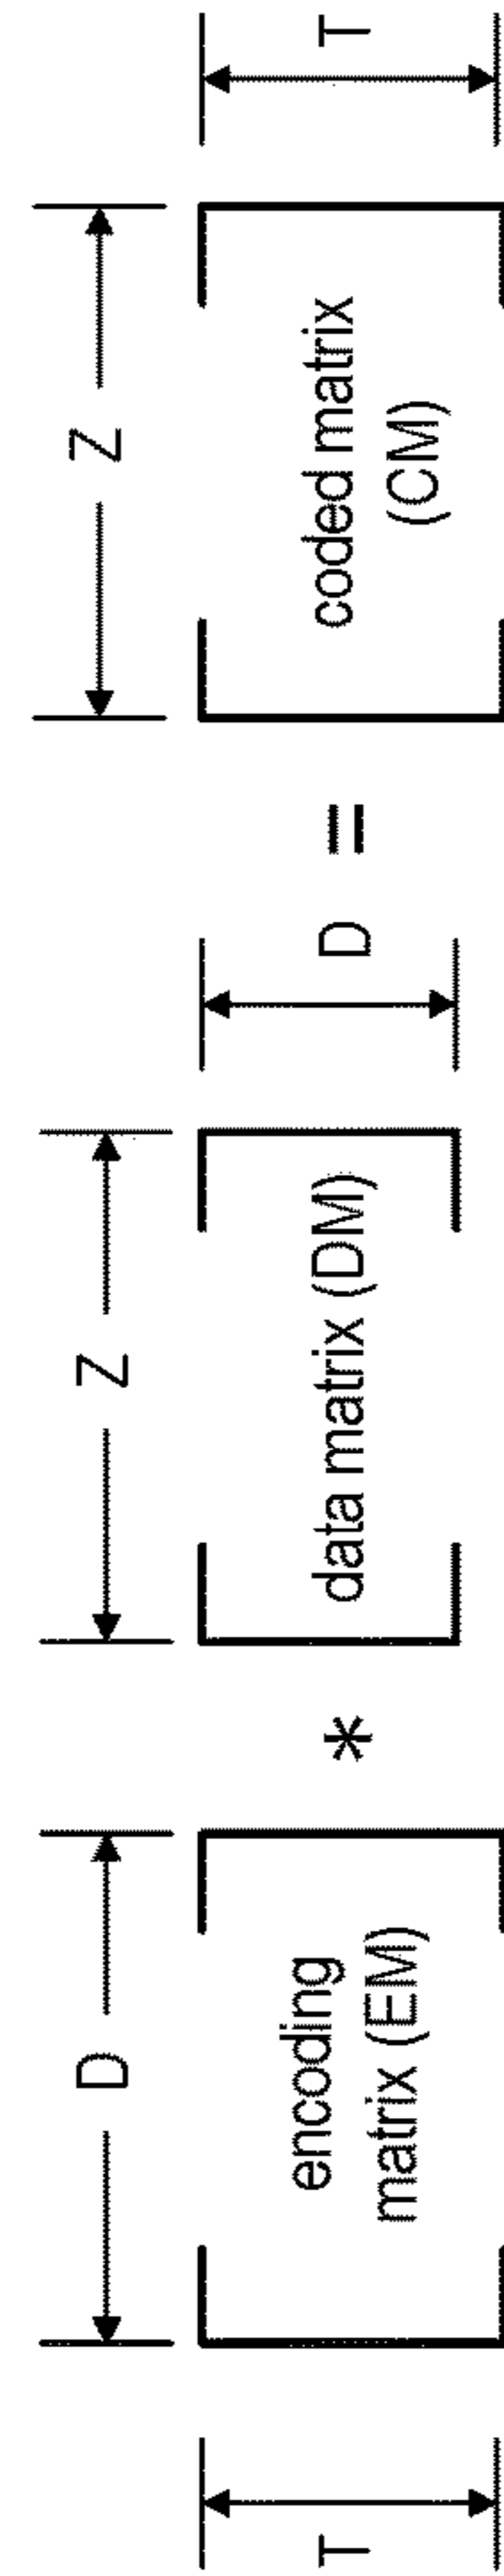 T
D
encoding
matrix (EM)
*
Z
data matrix (DM)
D
=
Z
coded matrix
(CM)
T